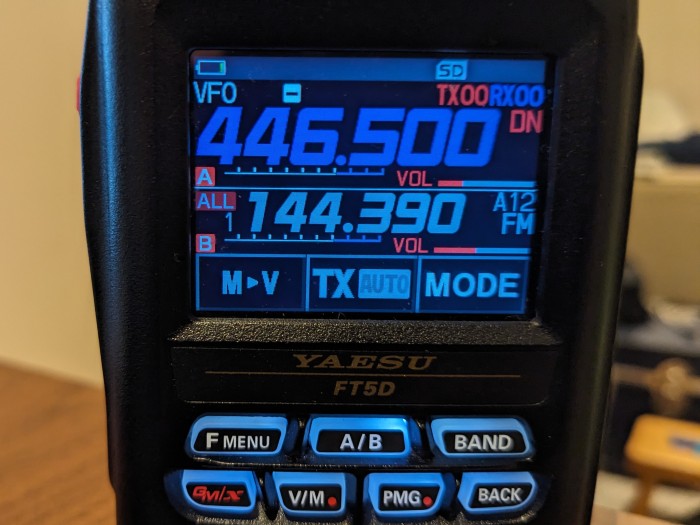 SD
VFO − TX00RX00
446.500 DN
A VOL
ALL 1 144.390 A12 FM
B VOL
M▸V TX AUTO MODE
YAESU
FT5D
F MENU A/B BAND
GM/X V/M PMG BACK